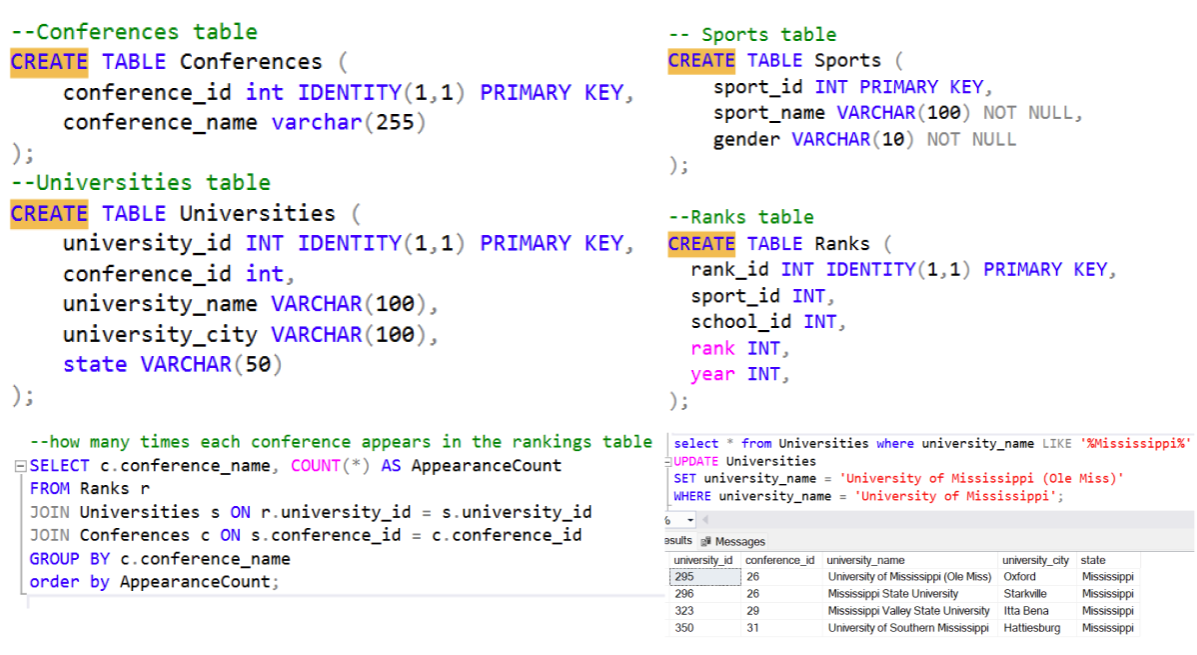 --Conferences table
CREATE TABLE Conferences (
    conference_id int IDENTITY(1,1) PRIMARY KEY,
    conference_name varchar(255)
);
--Universities table
CREATE TABLE Universities (
    university_id INT IDENTITY(1,1) PRIMARY KEY,
    conference_id int,
    university_name VARCHAR(100),
    university_city VARCHAR(100),
    state VARCHAR(50)
);
-- Sports table
CREATE TABLE Sports (
    sport_id INT PRIMARY KEY,
    sport_name VARCHAR(100) NOT NULL,
    gender VARCHAR(10) NOT NULL
);
--Ranks table
CREATE TABLE Ranks (
  rank_id INT IDENTITY(1,1) PRIMARY KEY,
  sport_id INT,
  school_id INT,
  rank INT,
  year INT,
);
--how many times each conference appears in the rankings table
SELECT c.conference_name, COUNT(*) AS AppearanceCount
FROM Ranks r
JOIN Universities s ON r.university_id = s.university_id
JOIN Conferences c ON s.conference_id = c.conference_id
GROUP BY c.conference_name
order by AppearanceCount;
select * from Universities where university_name LIKE '%Mississippi%'
UPDATE Universities
SET university_name = 'University of Mississippi (Ole Miss)'
WHERE university_name = 'University of Mississippi';
%
esults Messages
university_id conference_id university_name university_city state
295 26 University of Mississippi (Ole Miss) Oxford Mississippi
296 26 Mississippi State University Starkville Mississippi
323 29 Mississippi Valley State University Itta Bena Mississippi
350 31 University of Southern Mississippi Hattiesburg Mississippi